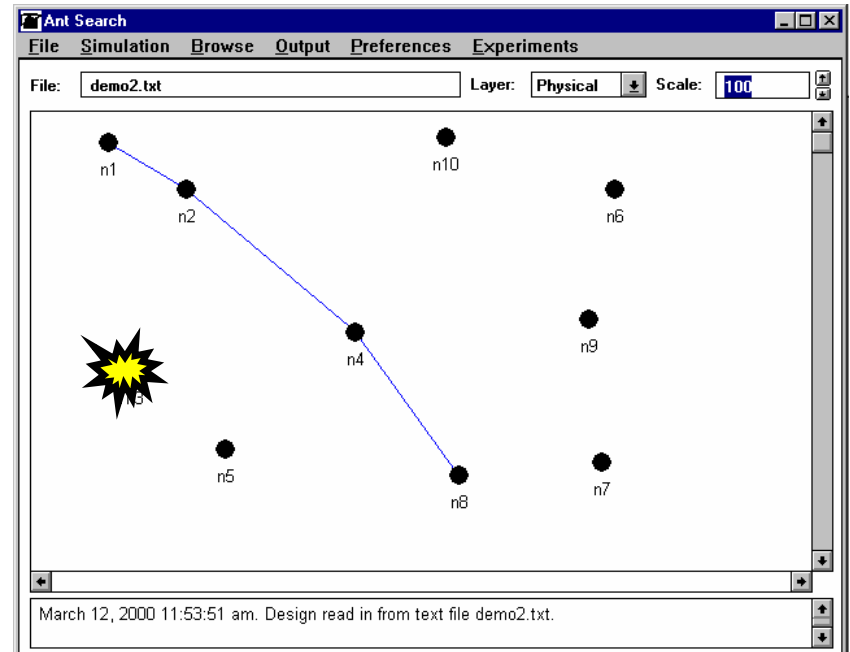 Ant Search
File Simulation Browse Output Preferences Experiments
File: demo2.txt Layer: Physical Scale: 100
n1
n10
n2
n6
n4
n9
n3
n5
n8
n7
March 12, 2000 11:53:51 am. Design read in from text file demo2.txt.